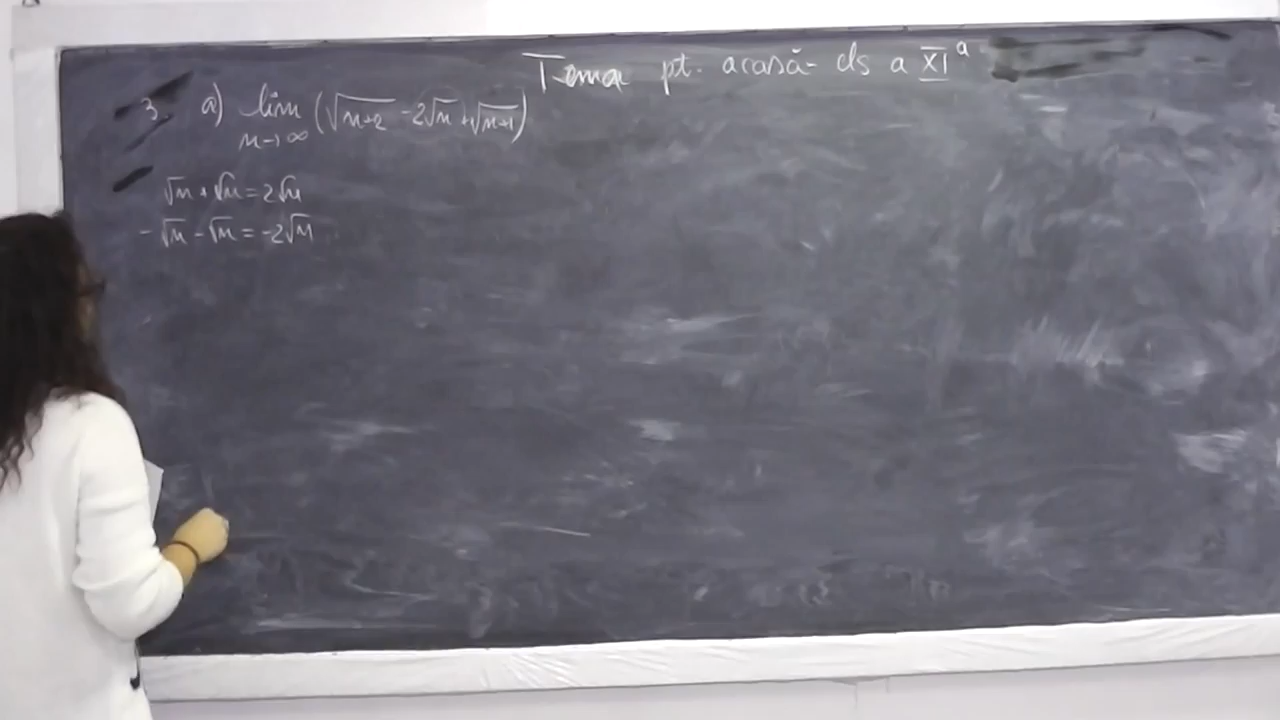 Tema pt. acasă - cls a XI a
3. a) lim (√n+2 - 2√n + √n+1)
n→∞
√n + √n = 2√n
- √n - √n = -2√n